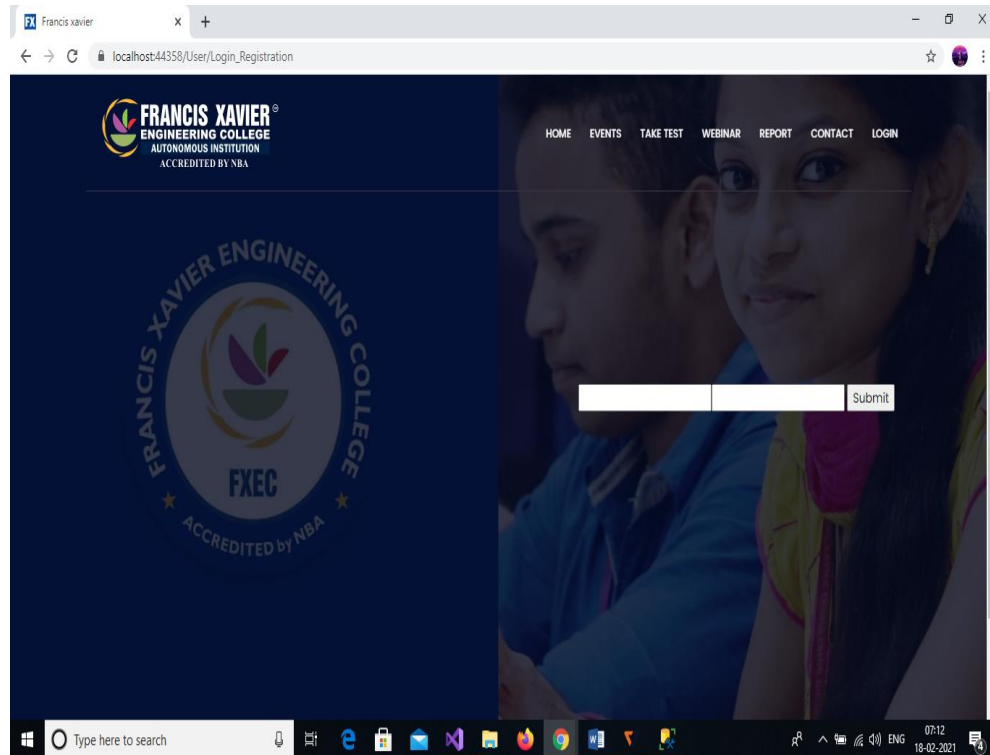 FX Francis xavier
localhost:44358/User/Login_Registration
FRANCIS XAVIER
ENGINEERING COLLEGE
AUTONOMOUS INSTITUTION
ACCREDITED BY NBA
HOME EVENTS TAKE TEST WEBINAR REPORT CONTACT LOGIN
FRANCIS XAVIER ENGINEERING COLLEGE
FXEC
ACCREDITED by NBA
Submit
Type here to search
ENG
07:12
18-02-2021
4